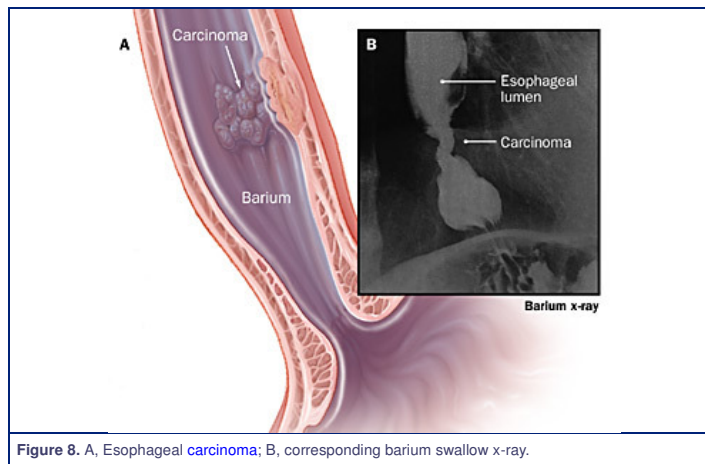 A
Carcinoma
Barium
B
Esophageal
lumen
Carcinoma
Barium x-ray
Figure 8. A, Esophageal carcinoma; B, corresponding barium swallow x-ray.